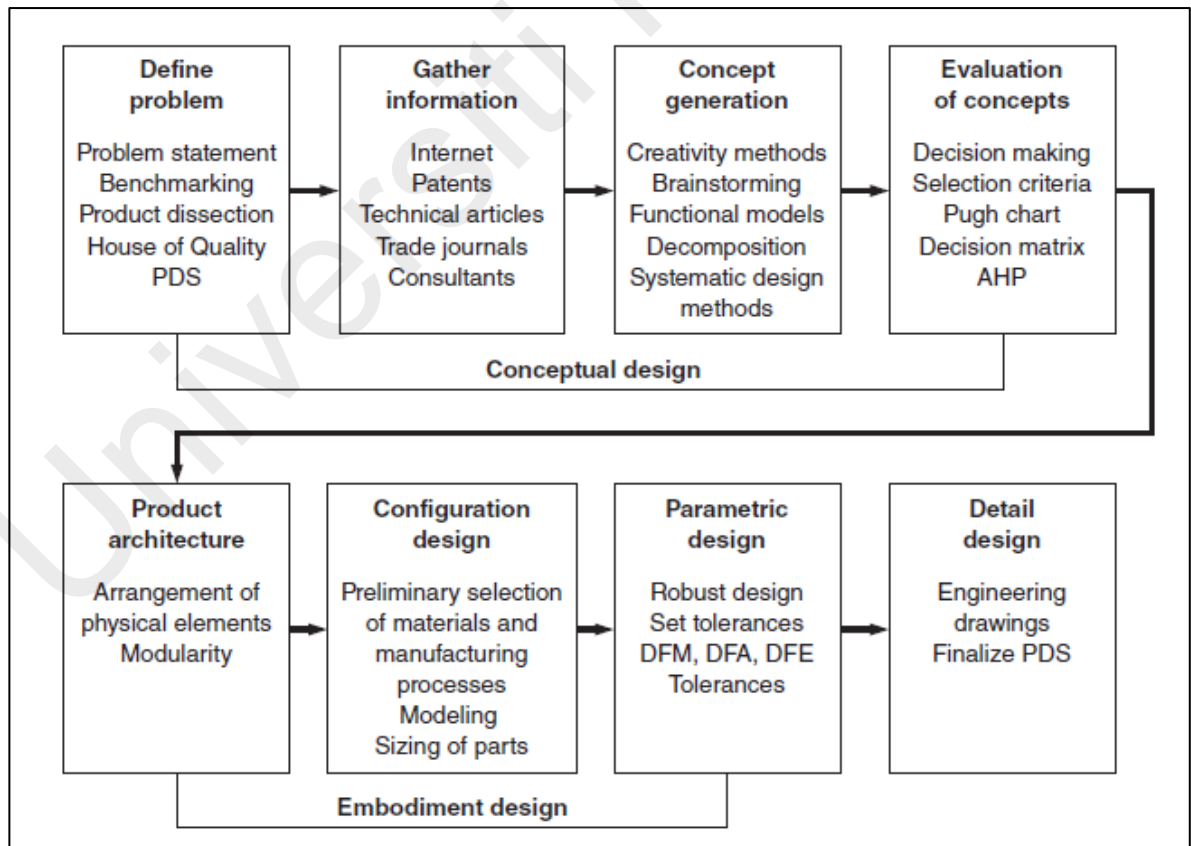 Define
problem
Problem statement
Benchmarking
Product dissection
House of Quality
PDS
Gather
information
Internet
Patents
Technical articles
Trade journals
Consultants
Concept
generation
Creativity methods
Brainstorming
Functional models
Decomposition
Systematic design
methods
Evaluation
of concepts
Decision making
Selection criteria
Pugh chart
Decision matrix
AHP
Conceptual design
Product
architecture
Arrangement of
physical elements
Modularity
Configuration
design
Preliminary selection
of materials and
manufacturing
processes
Modeling
Sizing of parts
Parametric
design
Robust design
Set tolerances
DFM, DFA, DFE
Tolerances
Detail
design
Engineering
drawings
Finalize PDS
Embodiment design
Universiti